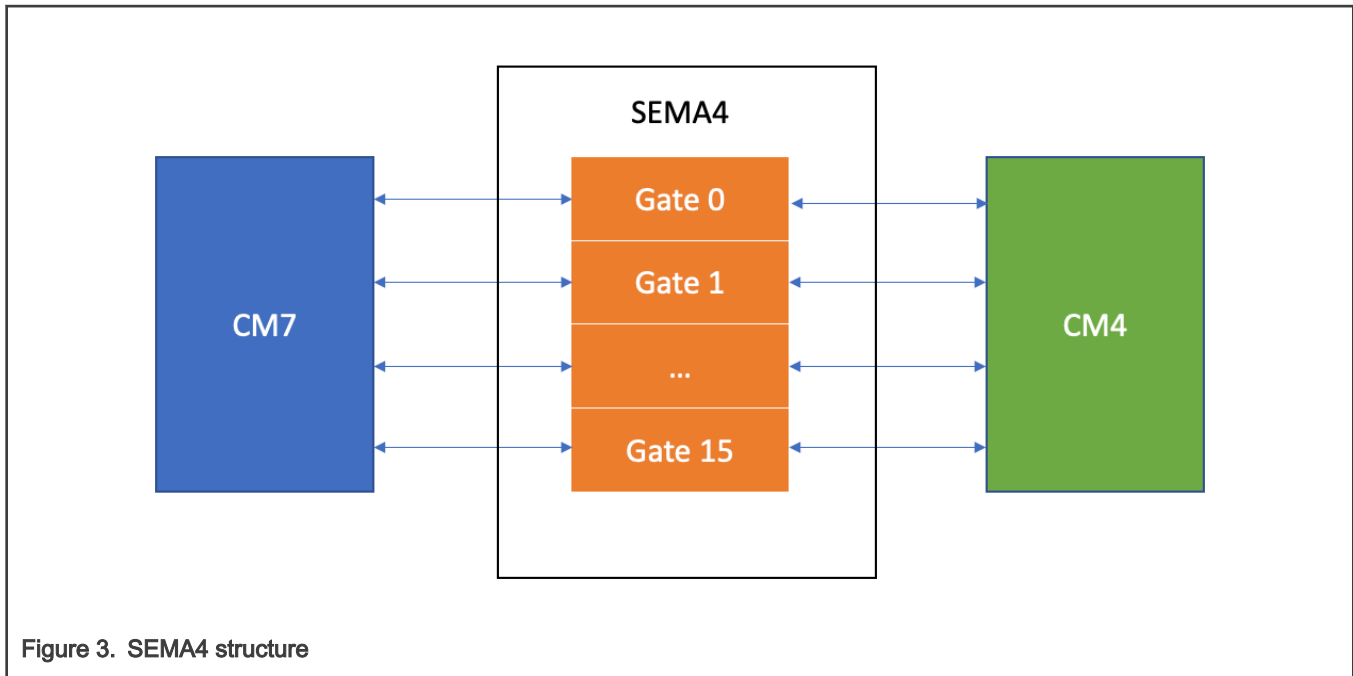 SEMA4
CM7
Gate 0
Gate 1
...
Gate 15
CM4
Figure 3. SEMA4 structure